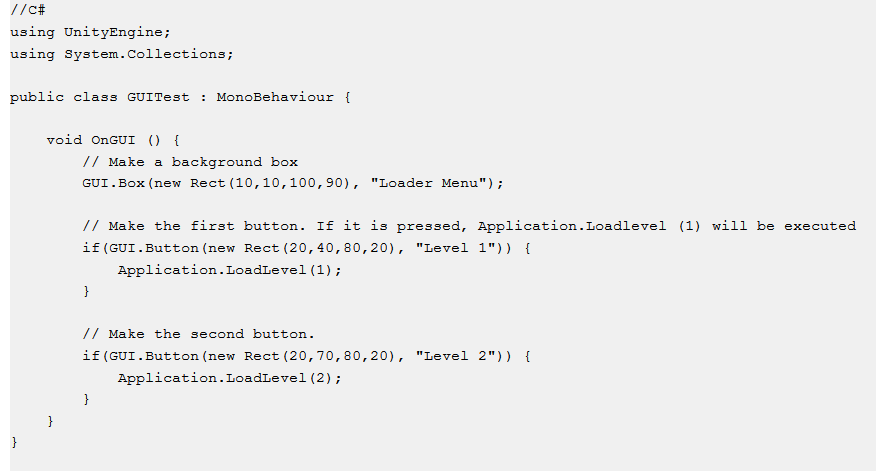 //C#
using UnityEngine;
using System.Collections;

public class GUITest : MonoBehaviour {

    void OnGUI () {
        // Make a background box
        GUI.Box(new Rect(10,10,100,90), "Loader Menu");

        // Make the first button. If it is pressed, Application.Loadlevel (1) will be executed
        if(GUI.Button(new Rect(20,40,80,20), "Level 1")) {
            Application.LoadLevel(1);
        }

        // Make the second button.
        if(GUI.Button(new Rect(20,70,80,20), "Level 2")) {
            Application.LoadLevel(2);
        }
    }
}